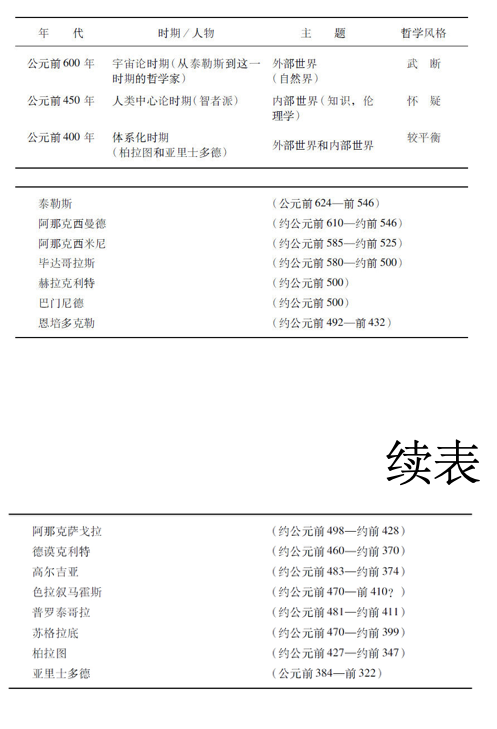 年 代 时期/人物 主 题 哲学风格
公元前600年 宇宙论时期(从泰勒斯到这一 外部世界 武 断
时期的哲学家) (自然界)
公元前450年 人类中心论时期(智者派) 内部世界(知识,伦 怀 疑
理学)
公元前400年 体系化时期 外部世界和内部世界 较平衡
(柏拉图和亚里士多德)
泰勒斯 (公元前624—前546)
阿那克西曼德 (约公元前610—约前546)
阿那克西米尼 (约公元前585—约前525)
毕达哥拉斯 (约公元前580—约前500)
赫拉克利特 (约公元前500)
巴门尼德 (约公元前500)
恩培多克勒 (约公元前492—前432)
续表
阿那克萨戈拉 (约公元前498—约前428)
德谟克利特 (约公元前460—约前370)
高尔吉亚 (约公元前483—约前374)
色拉叙马霍斯 (约公元前470—前410?)
普罗泰哥拉 (约公元前481—约前411)
苏格拉底 (约公元前470—约前399)
柏拉图 (约公元前427—约前347)
亚里士多德 (公元前384—前322)